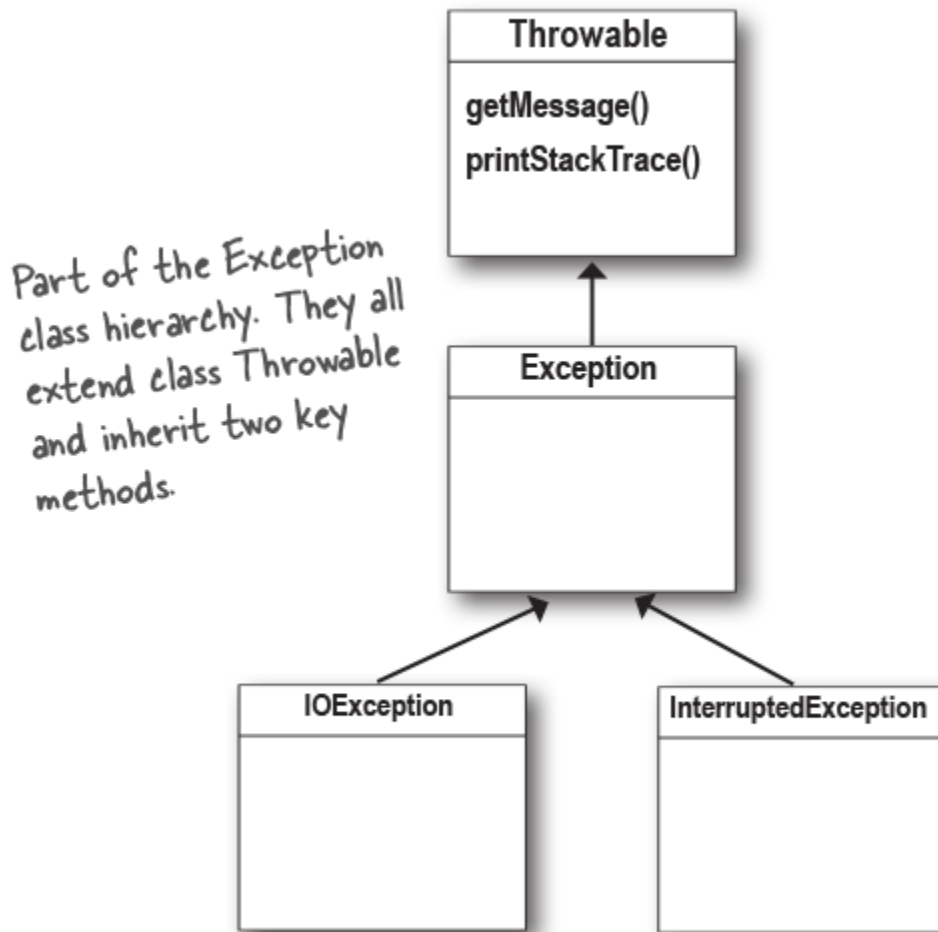 Throwable
getMessage()
printStackTrace()
Part of the Exception
class hierarchy. They all
extend class Throwable
and inherit two key
methods.
Exception
IOException
InterruptedException